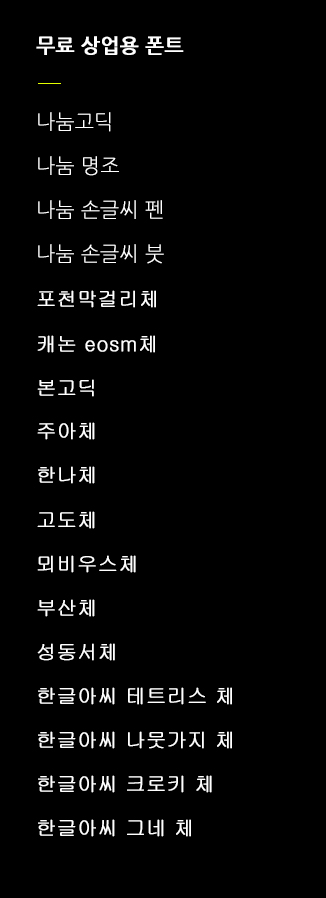 무료 상업용 폰트
나눔고딕
나눔 명조
나눔 손글씨 펜
나눔 손글씨 붓
포천막걸리체
캐논 eosm체
본고딕
주아체
한나체
고도체
뫼비우스체
부산체
성동서체
한글아씨 테트리스 체
한글아씨 나뭇가지 체
한글아씨 크로키 체
한글아씨 그네 체